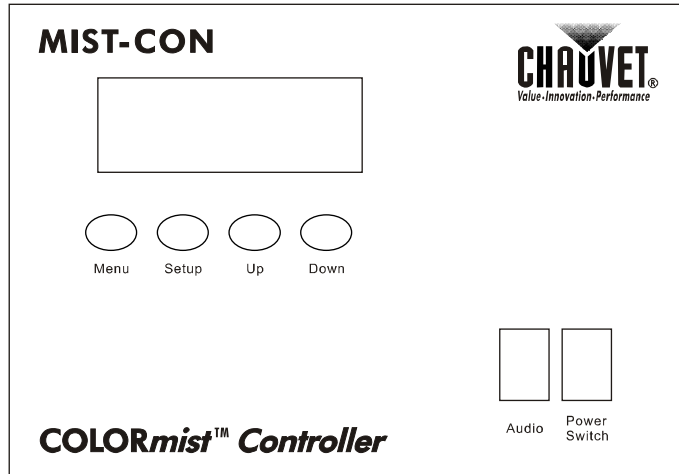 MIST-CON
CHAUVET®
Value·Innovation·Performance
Menu Setup Up Down
Audio Power
Switch
COLORmist™ Controller